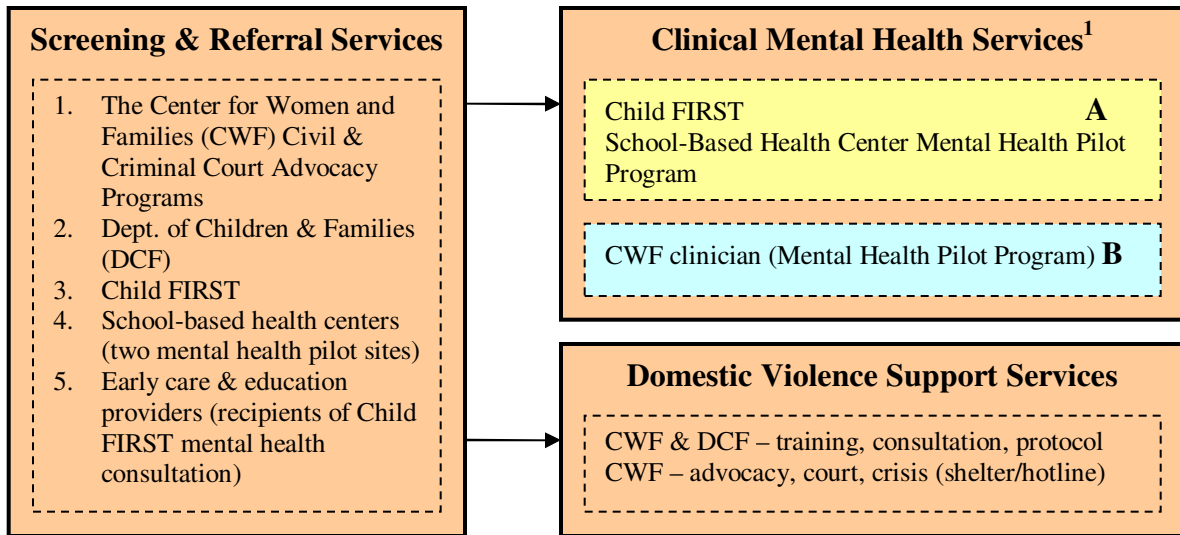 Screening & Referral Services
1. The Center for Women and
Families (CWF) Civil &
Criminal Court Advocacy
Programs
2. Dept. of Children & Families
(DCF)
3. Child FIRST
4. School-based health centers
(two mental health pilot sites)
5. Early care & education
providers (recipients of Child
FIRST mental health
consultation)
Clinical Mental Health Services1
Child FIRST A
School-Based Health Center Mental Health Pilot
Program
CWF clinician (Mental Health Pilot Program) B
Domestic Violence Support Services
CWF & DCF – training, consultation, protocol
CWF – advocacy, court, crisis (shelter/hotline)